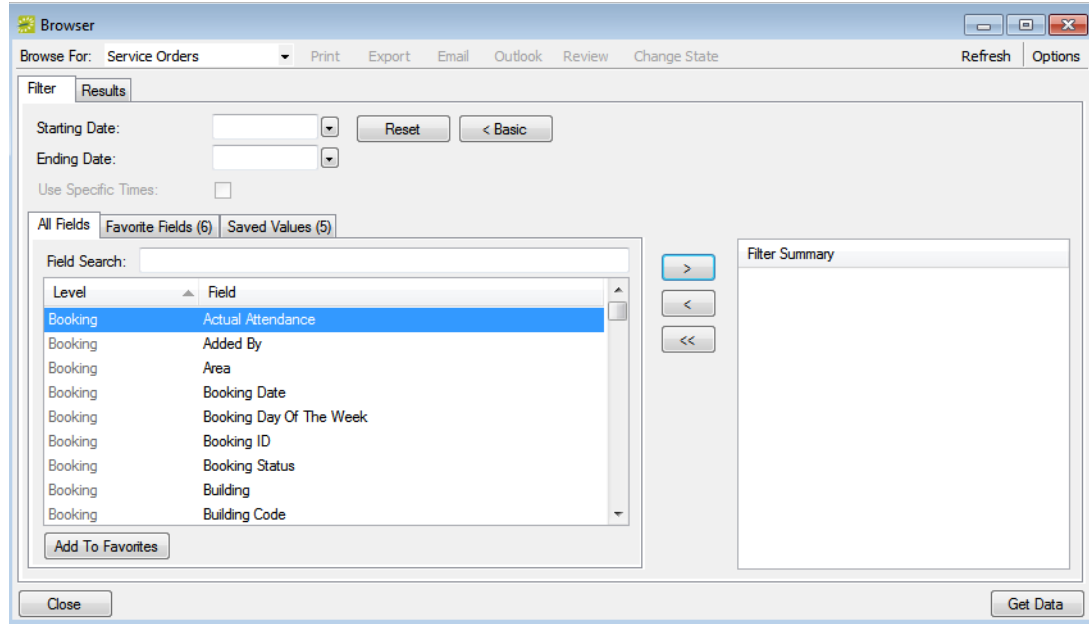 Browser
Browse For: Service Orders Print Export Email Outlook Review Change State Refresh Options
Filter Results
Starting Date: Reset < Basic
Ending Date:
Use Specific Times:
All Fields Favorite Fields (6) Saved Values (5)
Field Search:
Level Field
Booking Actual Attendance
Booking Added By
Booking Area
Booking Booking Date
Booking Booking Day Of The Week
Booking Booking ID
Booking Booking Status
Booking Building
Booking Building Code
Add To Favorites
>
<
<<
Filter Summary
Close Get Data